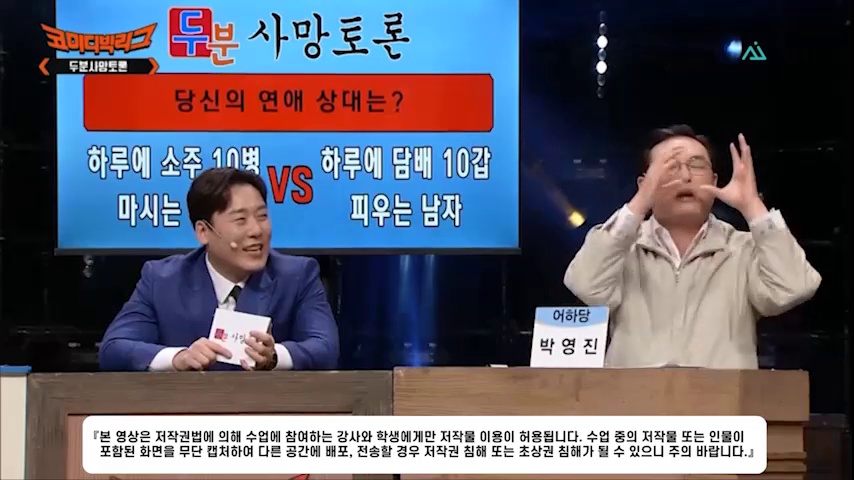 코미디빅리그
두분사망토론
두분 사망토론
당신의 연애 상대는?
하루에 소주 10병
마시는
VS
하루에 담배 10갑
피우는 남자
두분 사망
어하당
박영진
『본 영상은 저작권법에 의해 수업에 참여하는 강사와 학생에게만 저작물 이용이 허용됩니다. 수업 중의 저작물 또는 인물이
포함된 화면을 무단 캡처하여 다른 공간에 배포, 전송할 경우 저작권 침해 또는 초상권 침해가 될 수 있으니 주의 바랍니다.』